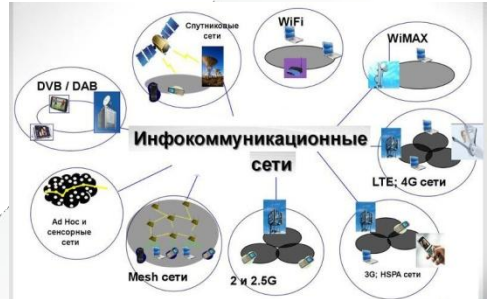 Спутниковые
сети
WiFi
WiMAX
DVB / DAB
Инфокоммуникационные
сети
LTE; 4G сети
Ad Hoc и
сенсорные
сети
Mesh сети
2 и 2.5G
3G; HSPA сети